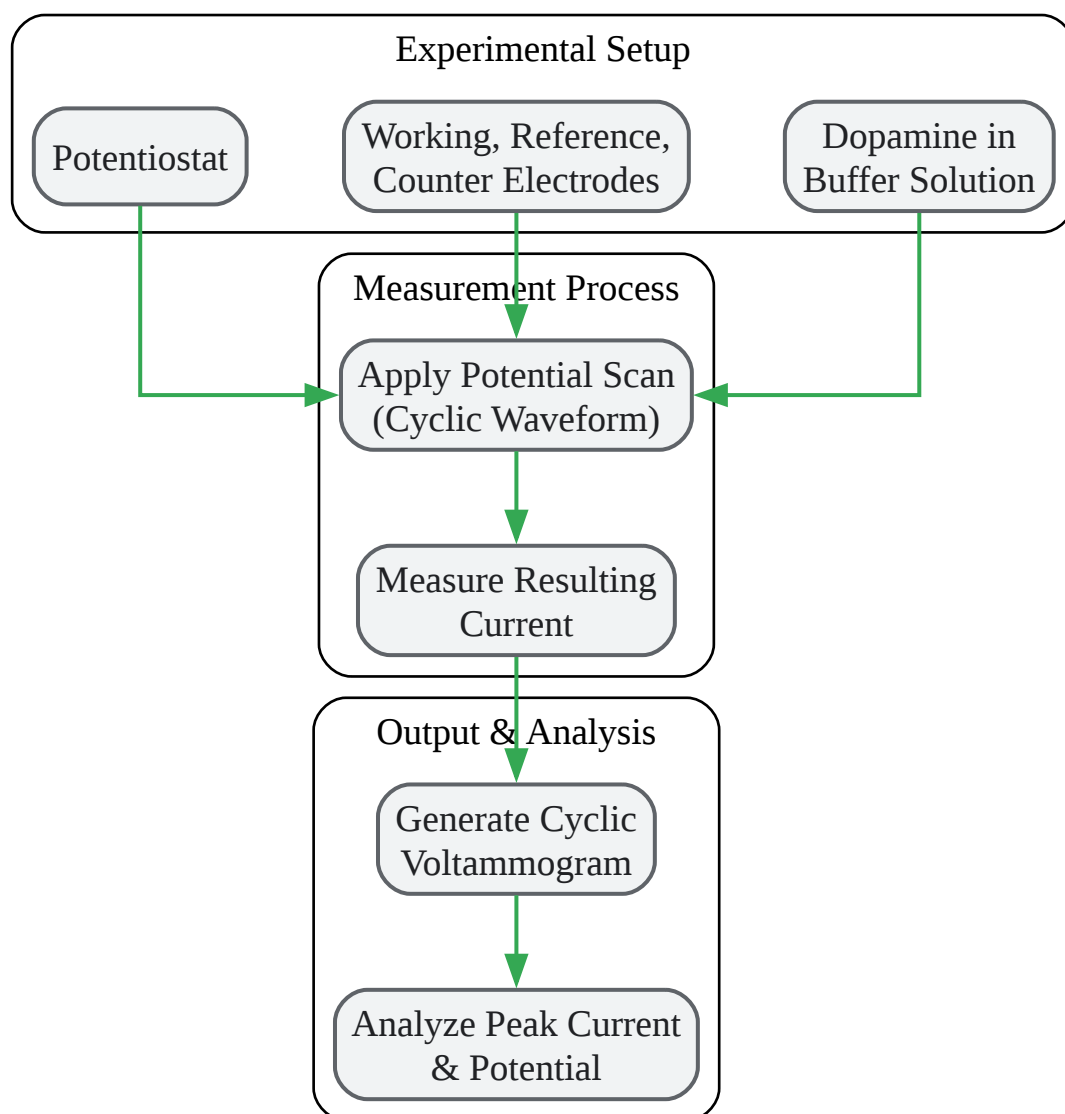 Experimental Setup
Potentiostat
Working, Reference,
Counter Electrodes
Dopamine in
Buffer Solution
Measurement Process
Apply Potential Scan
(Cyclic Waveform)
Measure Resulting
Current
Output & Analysis
Generate Cyclic
Voltammogram
Analyze Peak Current
& Potential